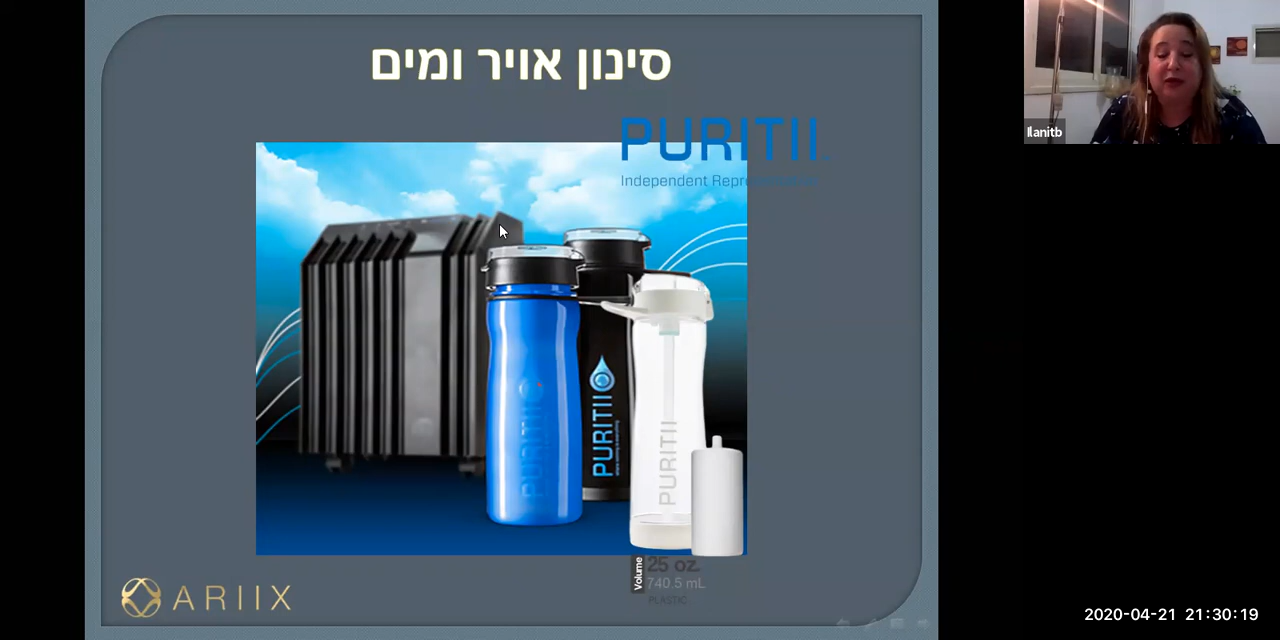 סינון אויר ומים
PURITII
Independent
PURITII
PURITII
PURITII
Volume
25 oz.
740.5 mL
PLASTIC
ARIIX
Ilanitb
2020-04-21 21:30:19